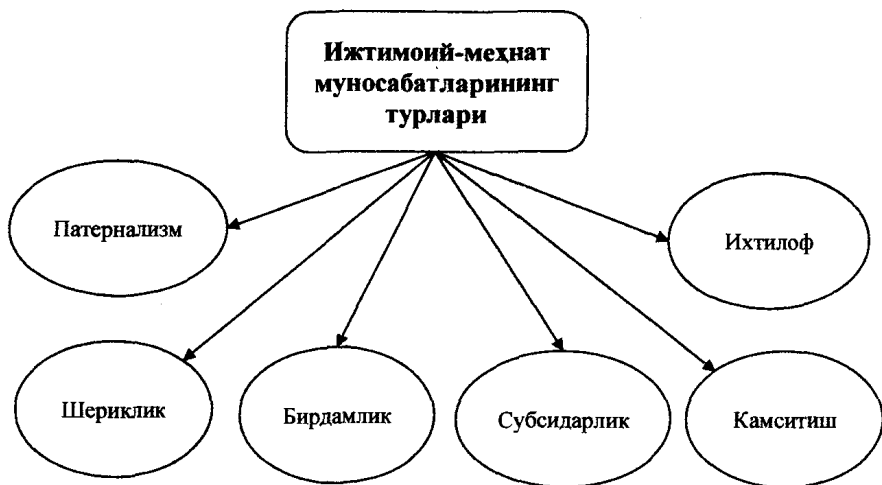 Ижтимоий-меҳнат
муносабатларининг
турлари
Патернализм
Ихтилоф
Шериклик
Бирдамлик
Субсидарлик
Камситиш